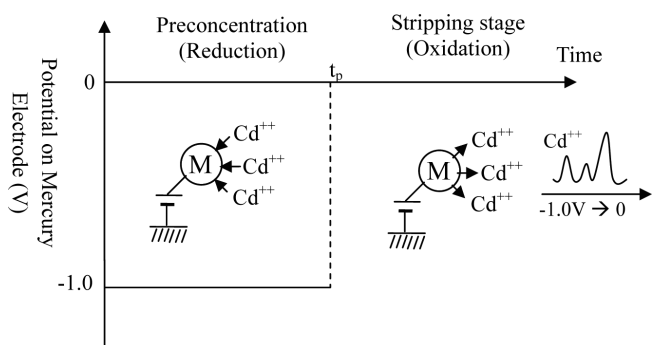 Preconcentration
(Reduction)
Stripping stage
(Oxidation)
Time
tp
0
Potential on Mercury
Electrode (V)
-1.0
M
Cd++
Cd++
Cd++
M
Cd++
Cd++
Cd++
Cd++
-1.0V → 0